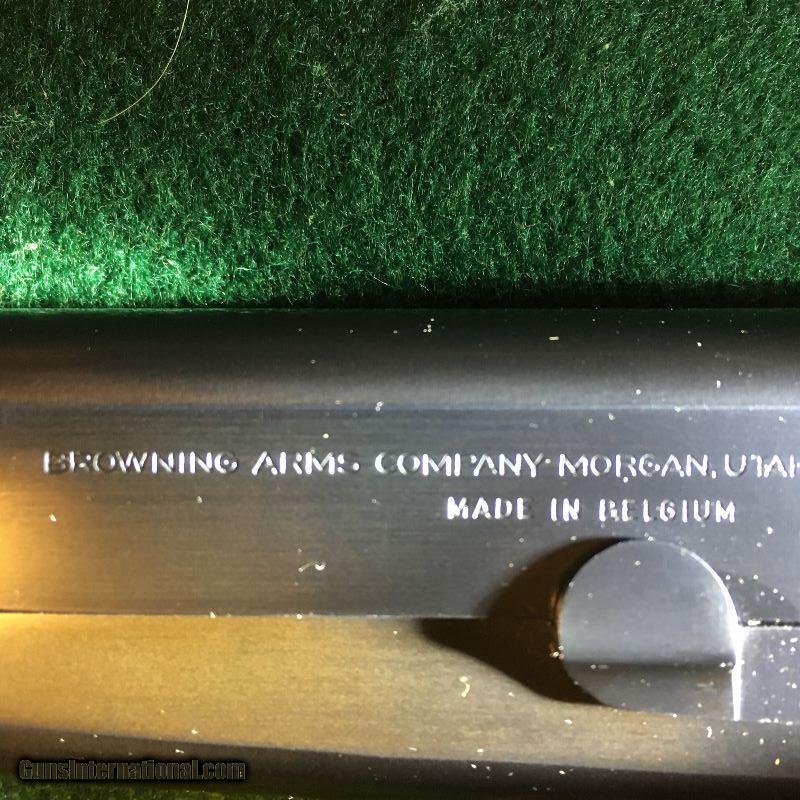 BROWNING ARMS COMPANY MORGAN, UTAH
MADE IN BELGIUM
GunsInternational.com